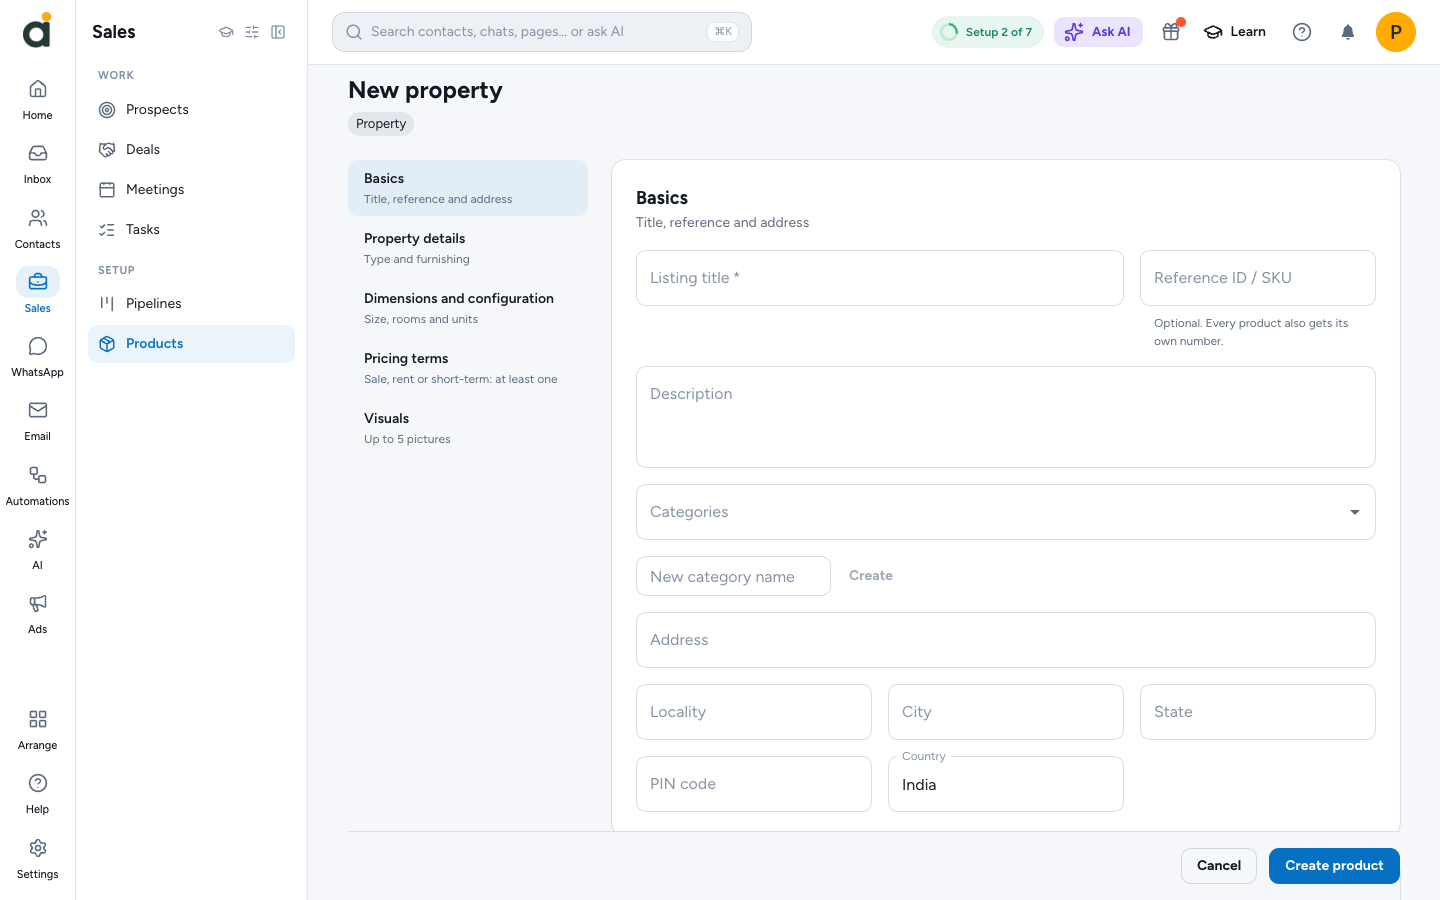 Home
Inbox
Contacts
Sales
WhatsApp
Email
Automations
AI
Ads
Arrange
Help
Settings
Sales
WORK
Prospects
Deals
Meetings
Tasks
SETUP
Pipelines
Products
Search contacts, chats, pages... or ask AI
⌘K
Setup 2 of 7
Ask AI
Learn
P
New property
Property
Basics
Title, reference and address
Property details
Type and furnishing
Dimensions and configuration
Size, rooms and units
Pricing terms
Sale, rent or short-term: at least one
Visuals
Up to 5 pictures
Basics
Title, reference and address
Listing title *
Reference ID / SKU
Optional. Every product also gets its
own number.
Description
Categories
New category name
Create
Address
Locality
City
State
PIN code
Country
India
Cancel
Create product